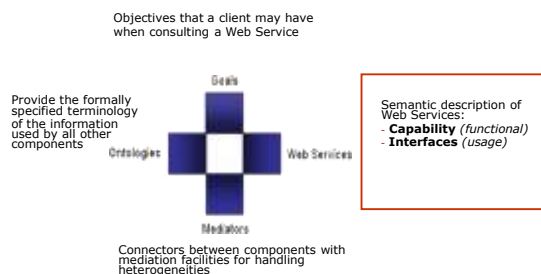 Objectives that a client may have
when consulting a Web Service
Goals
Provide the formally
specified terminology
of the information
used by all other
components
Ontologies
Web Services
Semantic description of
Web Services:
- Capability (functional)
- Interfaces (usage)
Mediators
Connectors between components with
mediation facilities for handling
heterogeneities